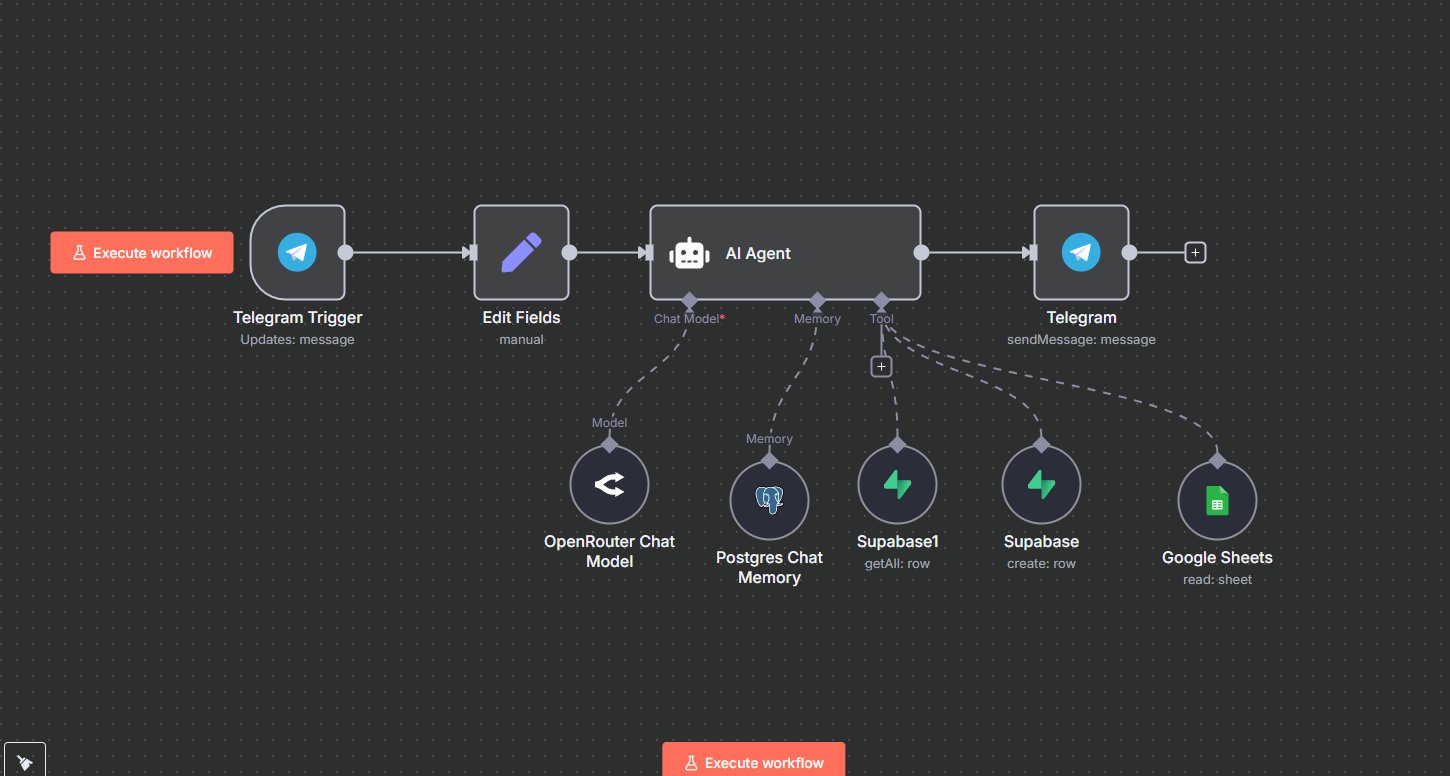 Execute workflow
AI Agent
Telegram Trigger
Updates: message
Edit Fields
manual
Chat Model*
Memory
Tool
Telegram
sendMessage: message
Model
Memory
OpenRouter Chat
Model
Postgres Chat
Memory
Supabase1
getAll: row
Supabase
create: row
Google Sheets
read: sheet
Execute workflow